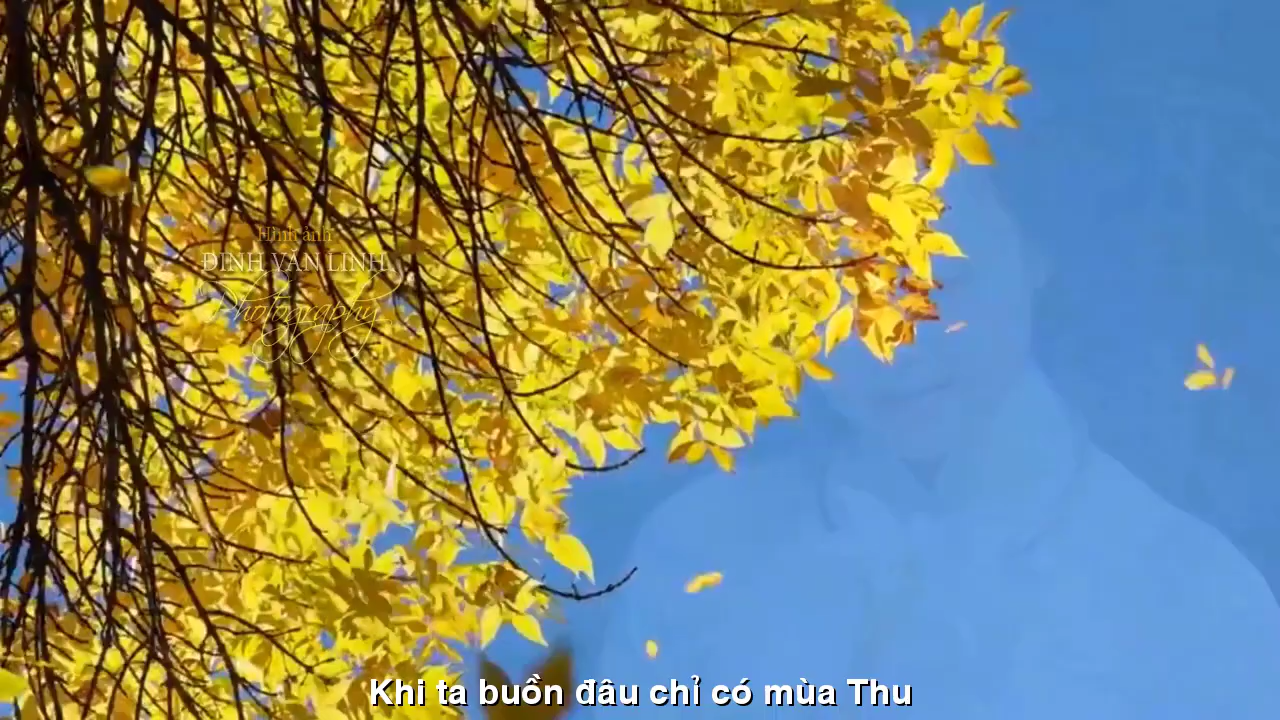 Hình ảnh
ĐINH VĂN LINH
Photography
Khi ta buồn đâu chỉ có mùa Thu